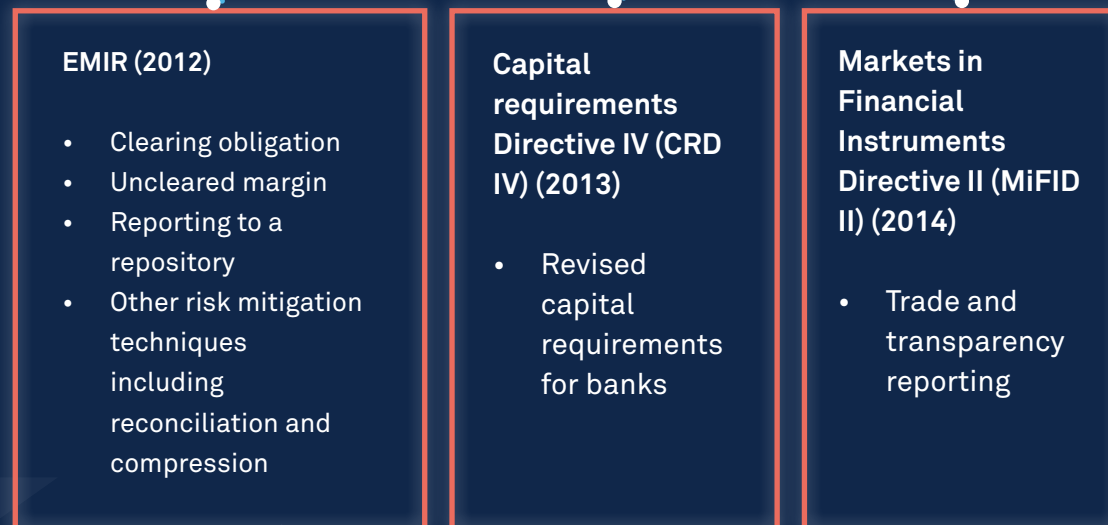 EMIR (2012)
• Clearing obligation
• Uncleared margin
• Reporting to a
repository
• Other risk mitigation
techniques
including
reconciliation and
compression
Capital
requirements
Directive IV (CRD
IV) (2013)
• Revised
capital
requirements
for banks
Markets in
Financial
Instruments
Directive II (MiFID
II) (2014)
• Trade and
transparency
reporting